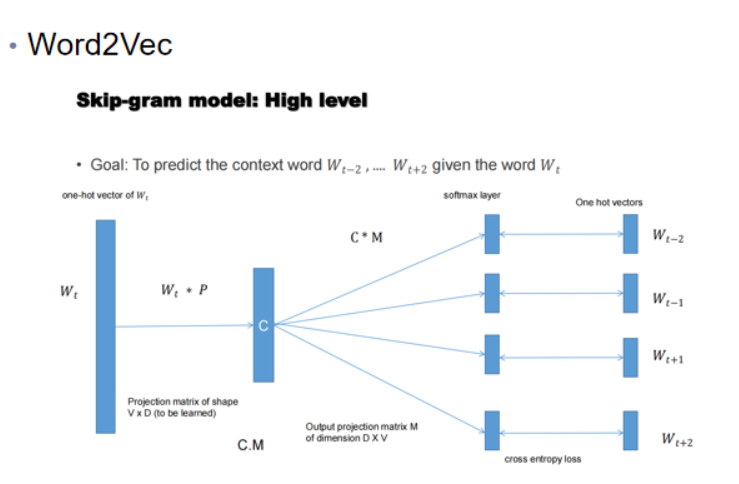 • Word2Vec
Skip-gram model: High level
• Goal: To predict the context word W_{t−2} , .... W_{t+2} given the word W_t
one-hot vector of W_t
softmax layer
One hot vectors
C * M
W_{t−2}
W_t
W_t * P
W_{t−1}
C
W_{t+1}
Projection matrix of shape
V x D (to be learned)
Output projection matrix M
of dimension D X V
C.M
W_{t+2}
cross entropy loss